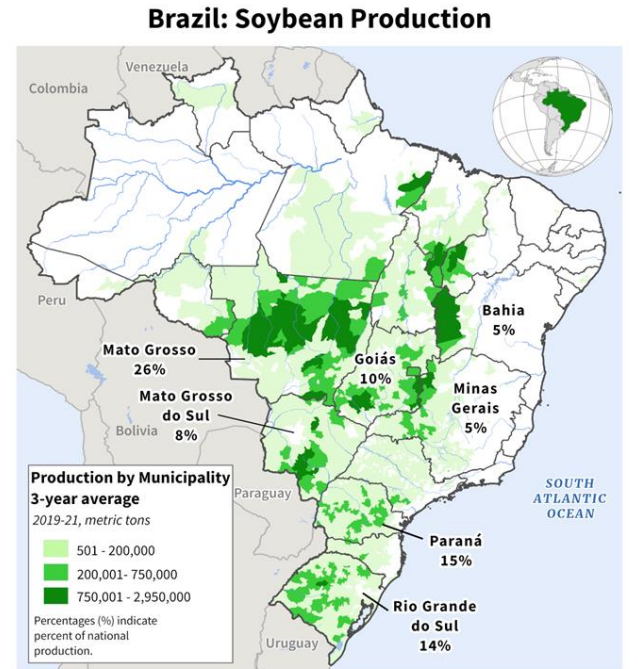 Brazil: Soybean Production
Venezuela
Colombia
Peru
Bahia
5%
Mato Grosso
26%
Goiás
10%
Mato Grosso
do Sul
8%
Minas
Gerais
5%
Bolivia
Production by Municipality
3-year average
2019-21, metric tons
501 - 200,000
200,001- 750,000
750,001 - 2,950,000
Percentages (%) indicate
percent of national
production.
Paraguay
SOUTH
ATLANTIC
OCEAN
Paraná
15%
Rio Grande
do Sul
14%
Uruguay